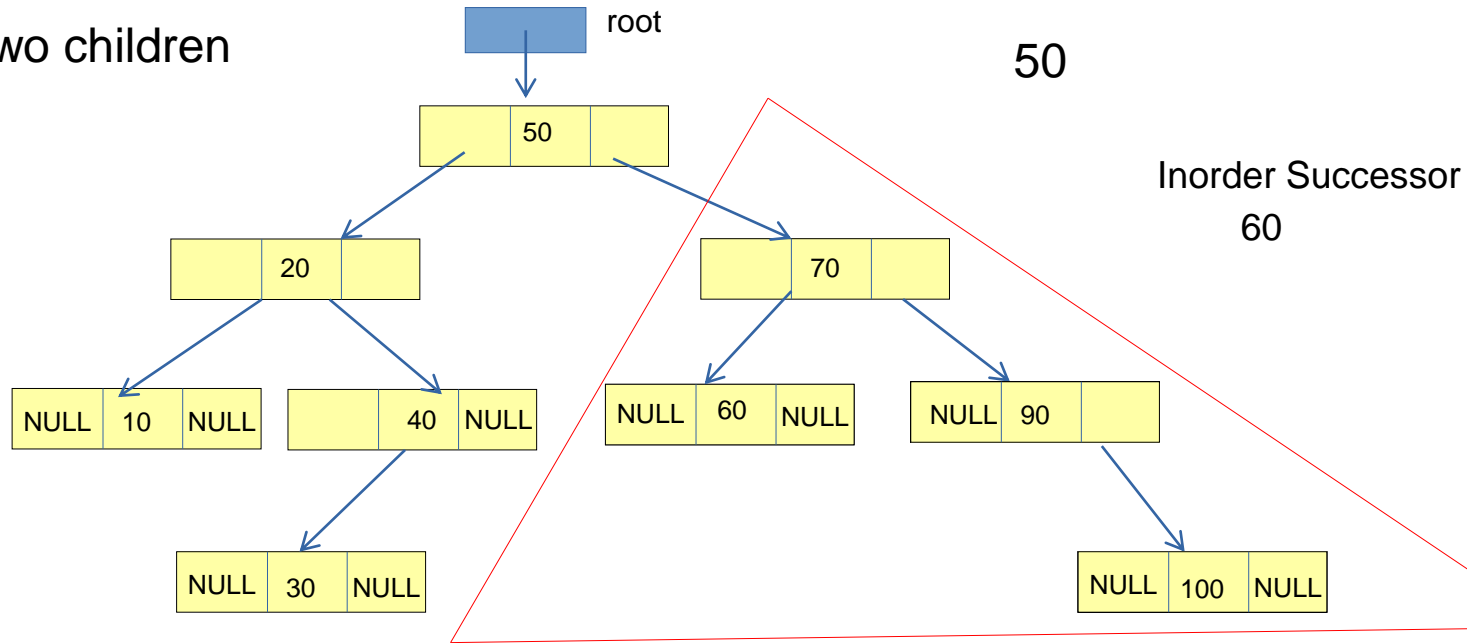 wo children
root
50
50
Inorder Successor
60
20
70
NULL 10 NULL
40 NULL
NULL 60 NULL
NULL 90
NULL 30 NULL
NULL 100 NULL